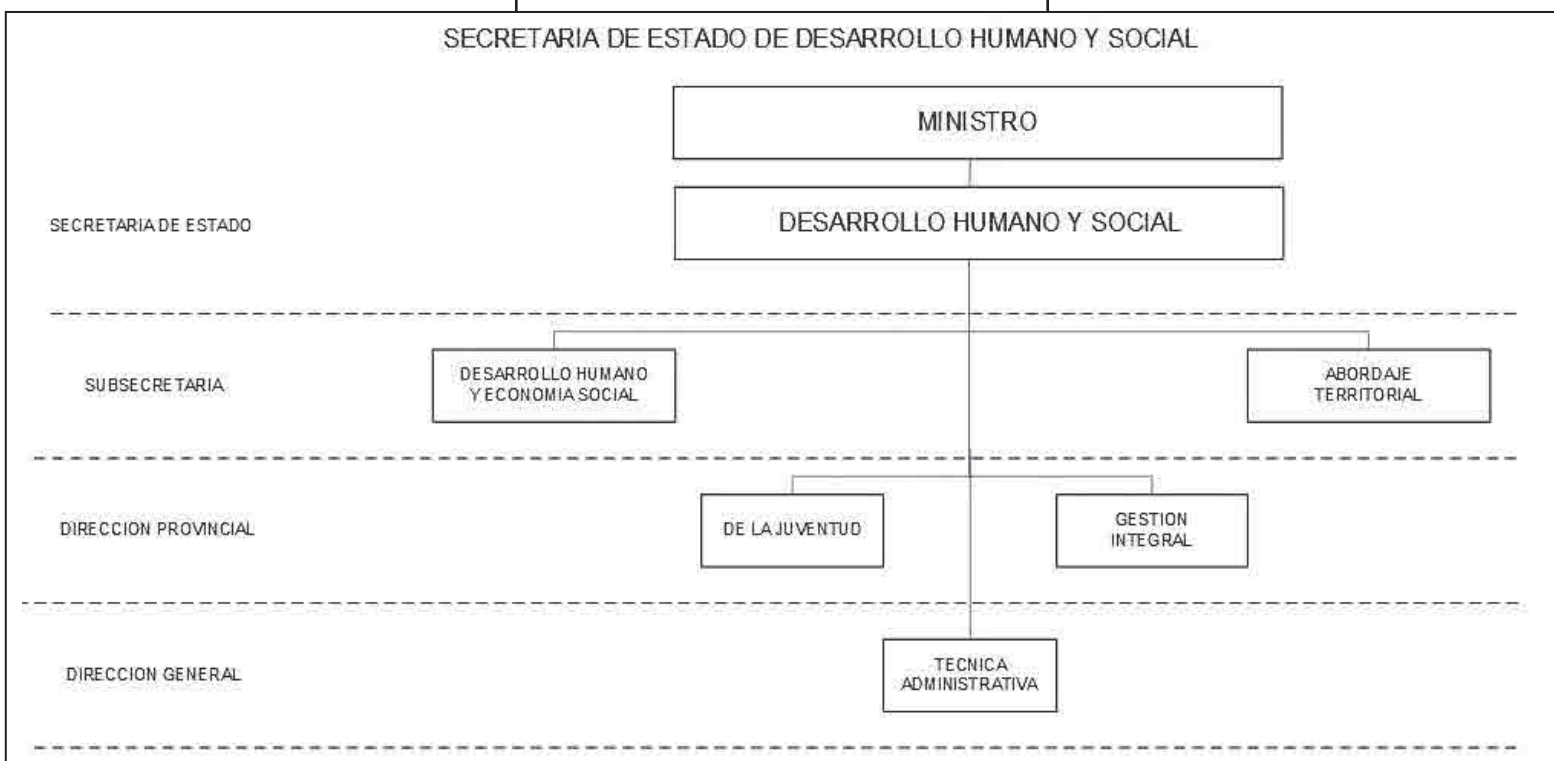 SECRETARIA DE ESTADO DE DESARROLLO HUMANO Y SOCIAL
MINISTRO
SECRETARIA DE ESTADO
DESARROLLO HUMANO Y SOCIAL
SUBSECRETARIA
DESARROLLO HUMANO
Y ECONOMIA SOCIAL
ABORDAJE
TERRITORIAL
DIRECCION PROVINCIAL
DE LA JUVENTUD
GESTION
INTEGRAL
DIRECCION GENERAL
TECNICA
ADMINISTRATIVA